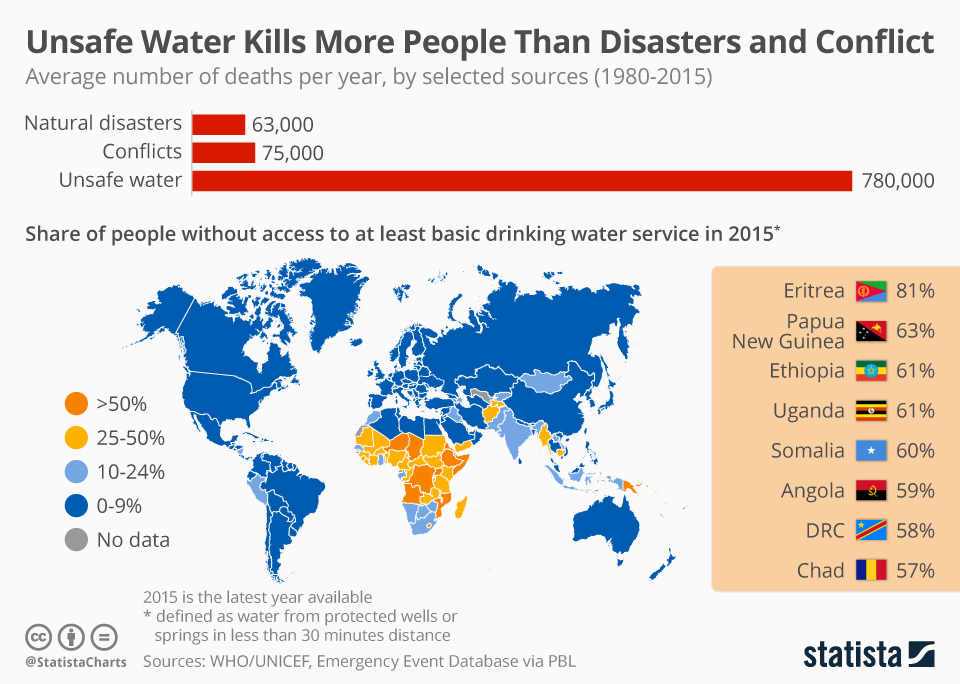 Unsafe Water Kills More People Than Disasters and Conflict
Average number of deaths per year, by selected sources (1980-2015)
Natural disasters 63,000
Conflicts 75,000
Unsafe water 780,000
Share of people without access to at least basic drinking water service in 2015*
>50%
25-50%
10-24%
0-9%
No data
Eritrea 81%
Papua
New Guinea 63%
Ethiopia 61%
Uganda 61%
Somalia 60%
Angola 59%
DRC 58%
Chad 57%
2015 is the latest year available
* defined as water from protected wells or
springs in less than 30 minutes distance
cc
@StatistaCharts
Sources: WHO/UNICEF, Emergency Event Database via PBL
statista